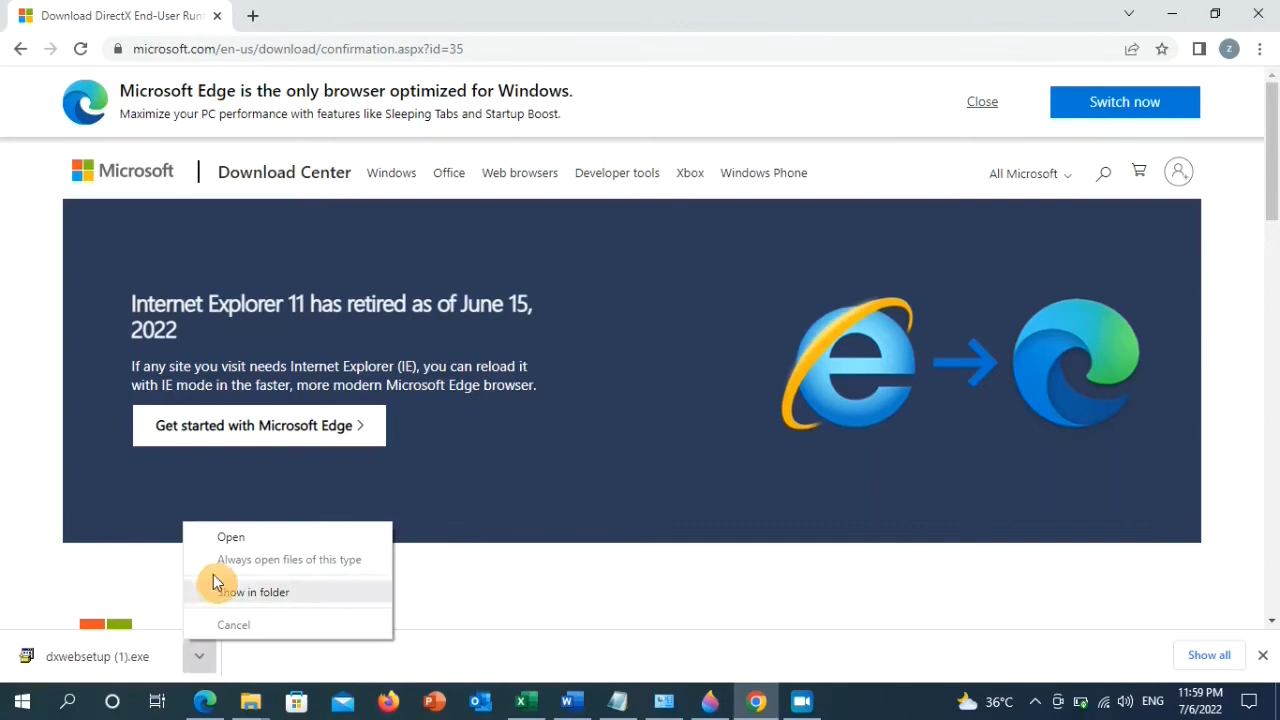 Download DirectX End-User Runt
microsoft.com/en-us/download/confirmation.aspx?id=35
Z
Microsoft Edge is the only browser optimized for Windows.
Maximize your PC performance with features like Sleeping Tabs and Startup Boost.
Close
Switch now
Microsoft
Download Center
Windows
Office
Web browsers
Developer tools
Xbox
Windows Phone
All Microsoft
Internet Explorer 11 has retired as of June 15,
2022
If any site you visit needs Internet Explorer (IE), you can reload it
with IE mode in the faster, more modern Microsoft Edge browser.
Get started with Microsoft Edge >
Open
Always open files of this type
Show in folder
Cancel
dxwebsetup (1).exe
Show all
36°C
ENG
11:59 PM
7/6/2022